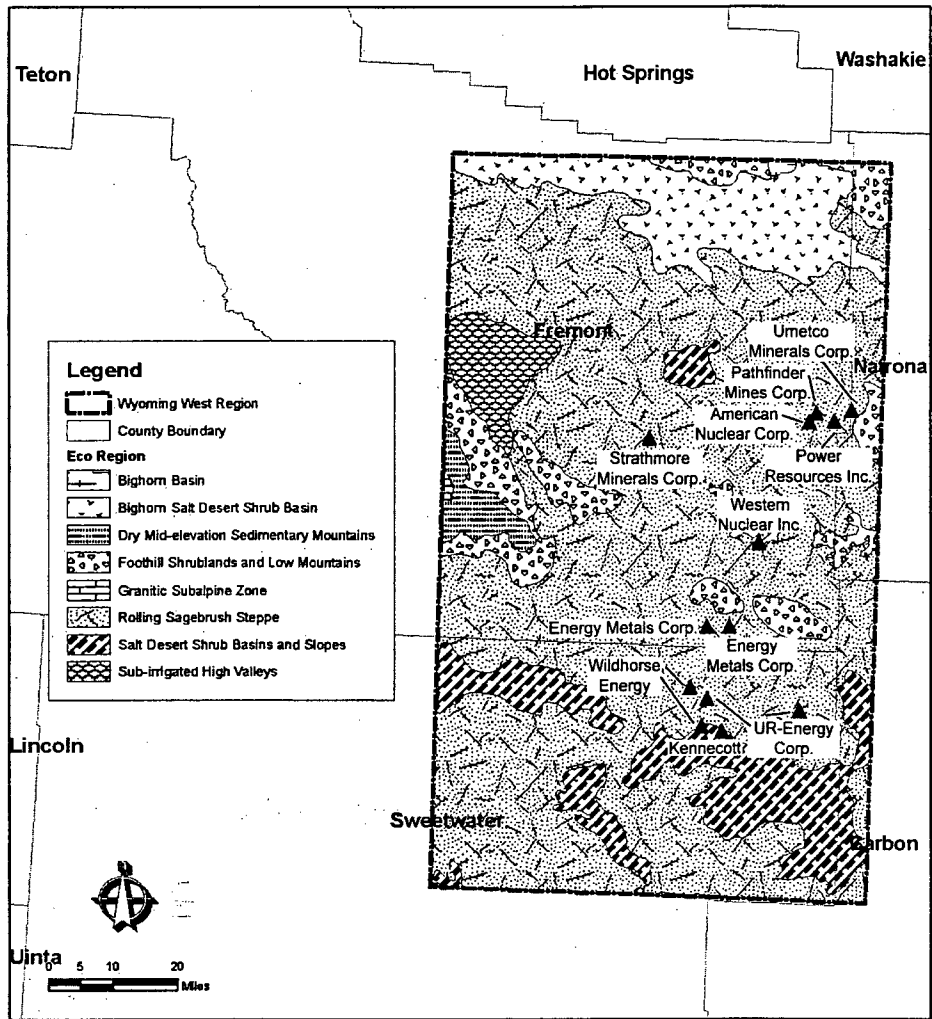 Teton
Hot Springs
Washakie
Fremont
Umetco
Minerals Corp.
Natrona
Pathfinder
Mines Corp.
American
Nuclear Corp.
Strathmore
Minerals Corp.
Power
Resources Inc.
Western
Nuclear Inc.
Energy Metals Corp.
Energy
Metals Corp.
Wildhorse
Energy
UR-Energy
Corp.
Kennecott
Legend
Wyoming West Region
County Boundary
Eco Region
Bighorn Basin
Bighorn Salt Desert Shrub Basin
Dry Mid-elevation Sedimentary Mountains
Foothill Shrublands and Low Mountains
Granitic Subalpine Zone
Rolling Sagebrush Steppe
Salt Desert Shrub Basins and Slopes
Sub-irrigated High Valleys
Lincoln
Sweetwater
Carbon
Uinta
0 5 10 20
Miles